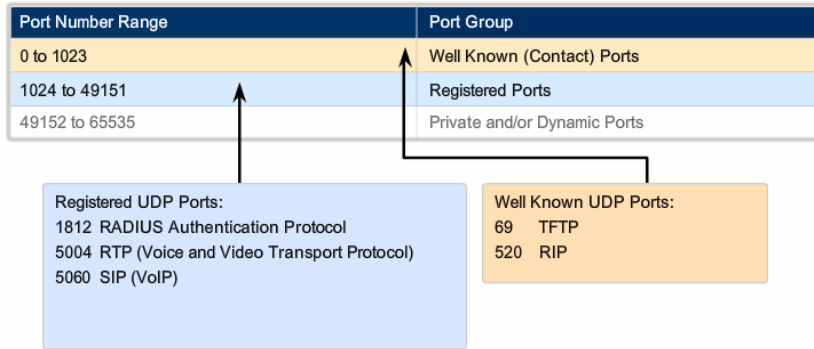 Port Number Range Port Group
0 to 1023 Well Known (Contact) Ports
1024 to 49151 Registered Ports
49152 to 65535 Private and/or Dynamic Ports
Registered UDP Ports:
1812 RADIUS Authentication Protocol
5004 RTP (Voice and Video Transport Protocol)
5060 SIP (VoIP)
Well Known UDP Ports:
69 TFTP
520 RIP